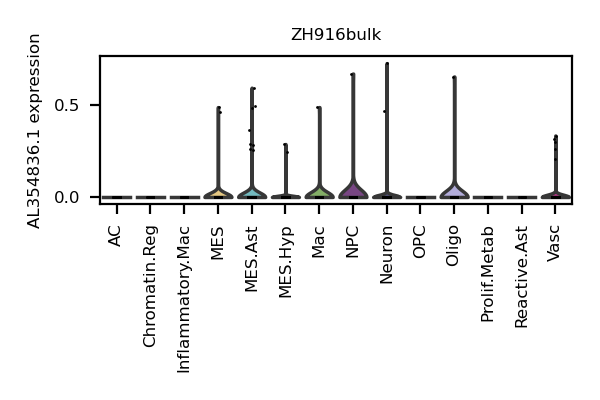 ZH916bulk
AL354836.1 expression
0.5
0.0
AC
Chromatin.Reg
Inflammatory.Mac
MES
MES.Ast
MES.Hyp
Mac
NPC
Neuron
OPC
Oligo
Prolif.Metab
Reactive.Ast
Vasc